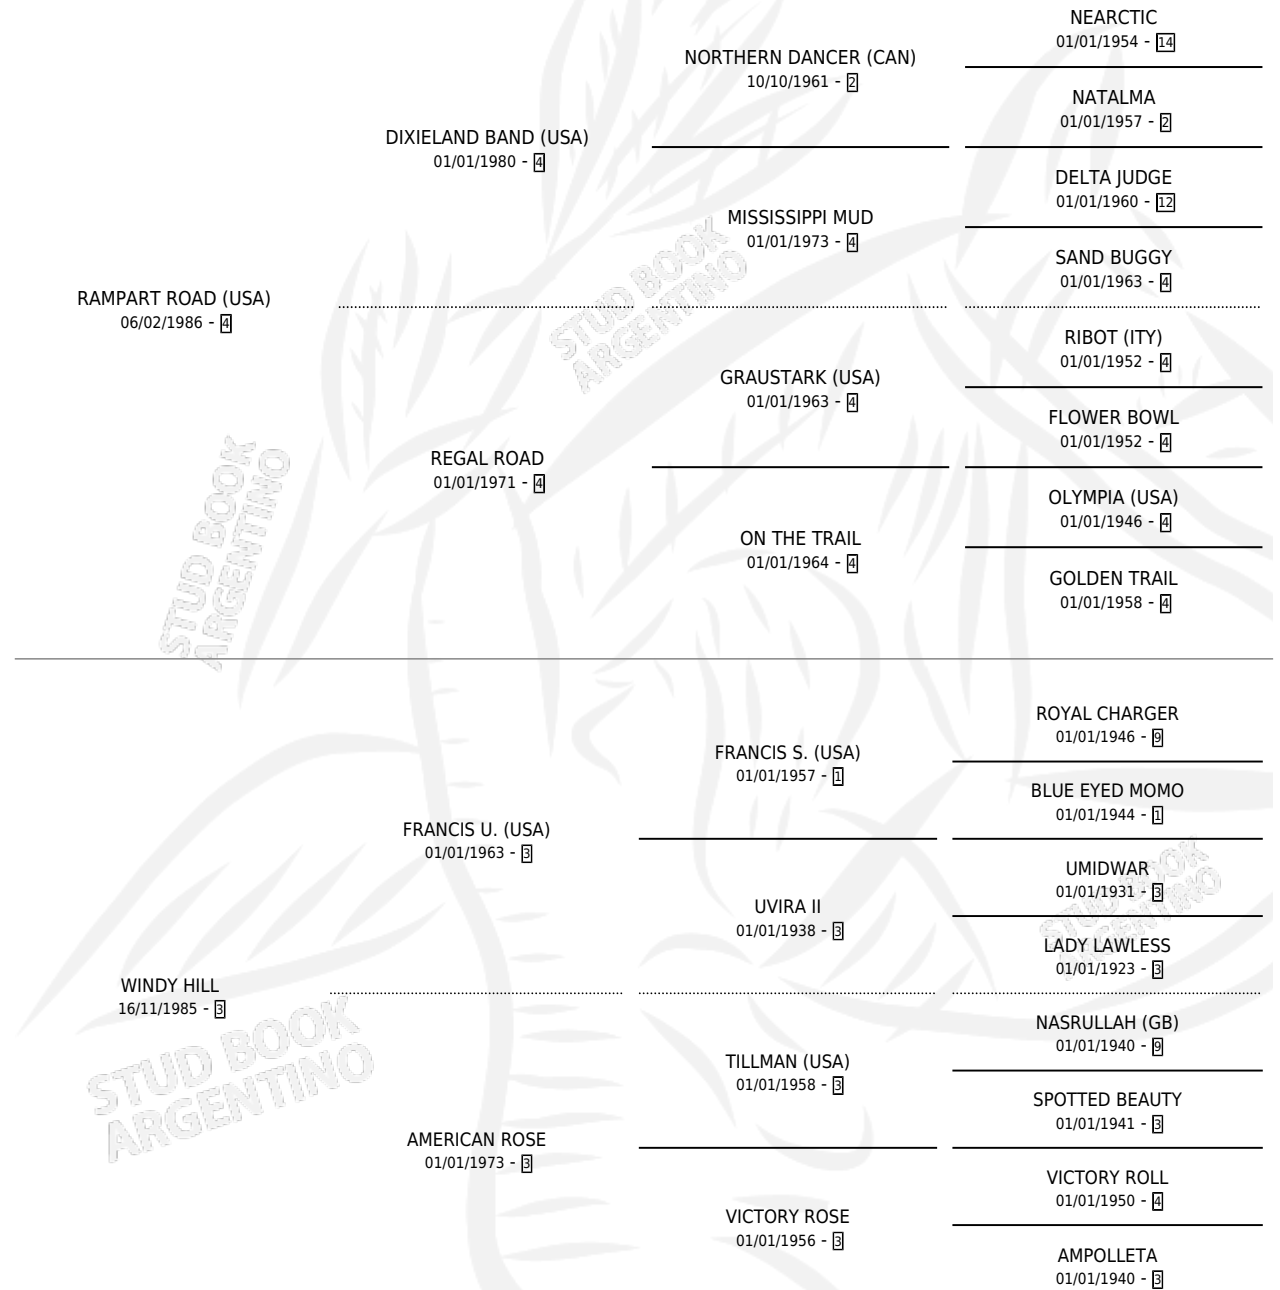 NEARCTIC
01/01/1954 - 14
NORTHERN DANCER (CAN)
10/10/1961 - 2
NATALMA
01/01/1957 - 2
DIXIELAND BAND (USA)
01/01/1980 - 4
DELTA JUDGE
01/01/1960 - 12
MISSISSIPPI MUD
01/01/1973 - 4
SAND BUGGY
01/01/1963 - 4
RAMPART ROAD (USA)
06/02/1986 - 4
RIBOT (ITY)
01/01/1952 - 4
GRAUSTARK (USA)
01/01/1963 - 4
FLOWER BOWL
01/01/1952 - 4
REGAL ROAD
01/01/1971 - 4
OLYMPIA (USA)
01/01/1946 - 4
ON THE TRAIL
01/01/1964 - 4
GOLDEN TRAIL
01/01/1958 - 4
STUD BOOK
ARGENTINO
STUD BOOK
ARGENTINO
ROYAL CHARGER
01/01/1946 - 9
FRANCIS S. (USA)
01/01/1957 - 1
BLUE EYED MOMO
01/01/1944 - 1
FRANCIS U. (USA)
01/01/1963 - 3
UMIDWAR
01/01/1931 - 3
UVIRA II
01/01/1938 - 3
LADY LAWLESS
01/01/1923 - 3
WINDY HILL
16/11/1985 - 3
NASRULLAH (GB)
01/01/1940 - 9
TILLMAN (USA)
01/01/1958 - 3
SPOTTED BEAUTY
01/01/1941 - 3
AMERICAN ROSE
01/01/1973 - 3
VICTORY ROLL
01/01/1950 - 4
VICTORY ROSE
01/01/1956 - 3
AMPOLLETA
01/01/1940 - 3
STUD BOOK
ARGENTINO
STUD BOOK
ARGENTINO